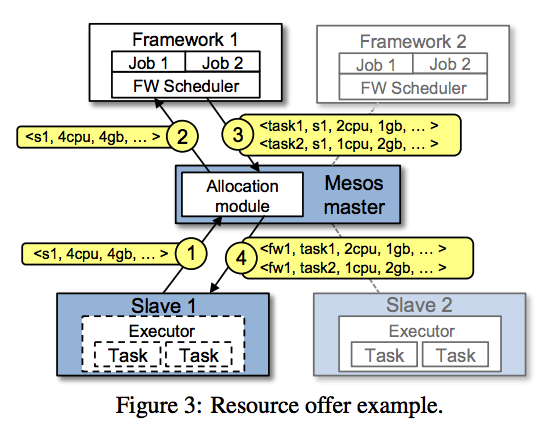 Framework 1
Job 1 Job 2
FW Scheduler
Framework 2
Job 1 Job 2
FW Scheduler
<s1, 4cpu, 4gb, … >
2
3
<task1, s1, 2cpu, 1gb, … >
<task2, s1, 1cpu, 2gb, … >
Allocation
module
Mesos
master
<s1, 4cpu, 4gb, … >
1
4
<fw1, task1, 2cpu, 1gb, … >
<fw1, task2, 1cpu, 2gb, … >
Slave 1
Executor
Task Task
Slave 2
Executor
Task Task
Figure 3: Resource offer example.